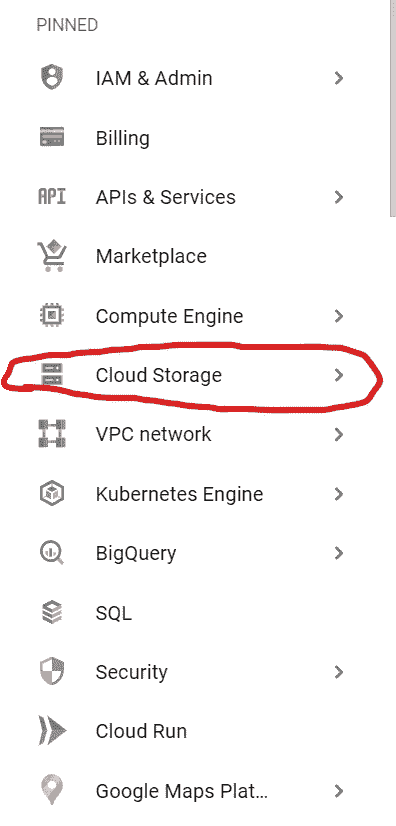 PINNED
IAM & Admin
Billing
API APIs & Services
Marketplace
Compute Engine
Cloud Storage
VPC network
Kubernetes Engine
BigQuery
SQL
Security
Cloud Run
Google Maps Plat...